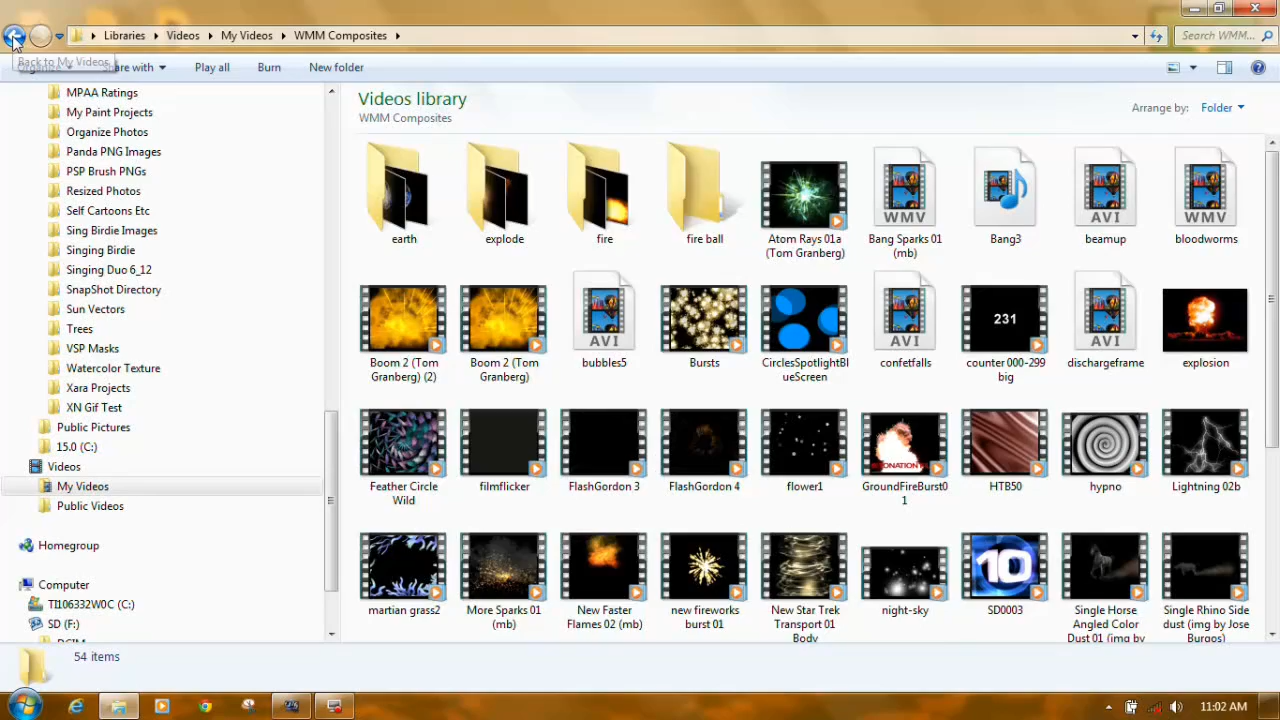 Libraries
Videos
My Videos
WMM Composites
Search WMM...
Back to My Videos
Share with
Play all
Burn
New folder
MPAA Ratings
My Paint Projects
Organize Photos
Panda PNG Images
PSP Brush PNGs
Resized Photos
Self Cartoons Etc
Sing Birdie Images
Singing Birdie
Singing Duo 6_12
SnapShot Directory
Sun Vectors
Trees
VSP Masks
Watercolor Texture
Xara Projects
XN Gif Test
Public Pictures
15.0 (C:)
Videos
My Videos
Public Videos
Homegroup
Computer
TI106332W0C (C:)
SD (F:)
DCIM
Videos library
WMM Composites
Arrange by: Folder
earth
explode
fire
fire ball
Atom Rays 01a
(Tom Granberg)
WMV
Bang Sparks 01
(mb)
Bang3
AVI
beamup
WMV
bloodworms
Boom 2 (Tom
Granberg) (2)
Boom 2 (Tom
Granberg)
AVI
bubbles5
Bursts
CirclesSpotlightBl
ueScreen
AVI
confetfalls
231
counter 000-299
big
AVI
dischargeframe
explosion
Feather Circle
Wild
filmflicker
FlashGordon 3
FlashGordon 4
flower1
GroundFireBurst0
1
HTB50
hypno
Lightning 02b
martian grass2
More Sparks 01
(mb)
New Faster
Flames 02 (mb)
new fireworks
burst 01
New Star Trek
Transport 01
Body
night-sky
10
SD0003
Single Horse
Angled Color
Dust 01 (img by
Single Rhino Side
dust (img by Jose
Burgos)
54 items
11:02 AM